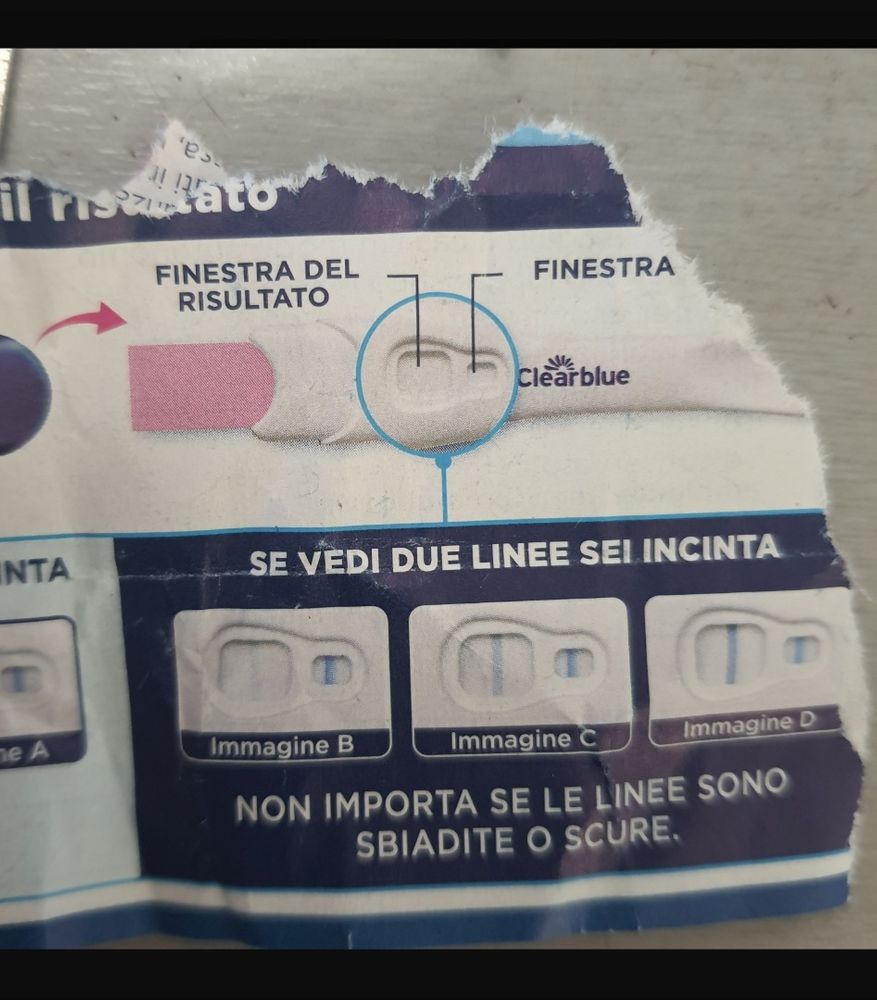 il risultato
FINESTRA DEL
RISULTATO
FINESTRA
Clearblue
INTA
SE VEDI DUE LINEE SEI INCINTA
ne A
Immagine B
Immagine C
Immagine D
NON IMPORTA SE LE LINEE SONO
SBIADITE O SCURE.